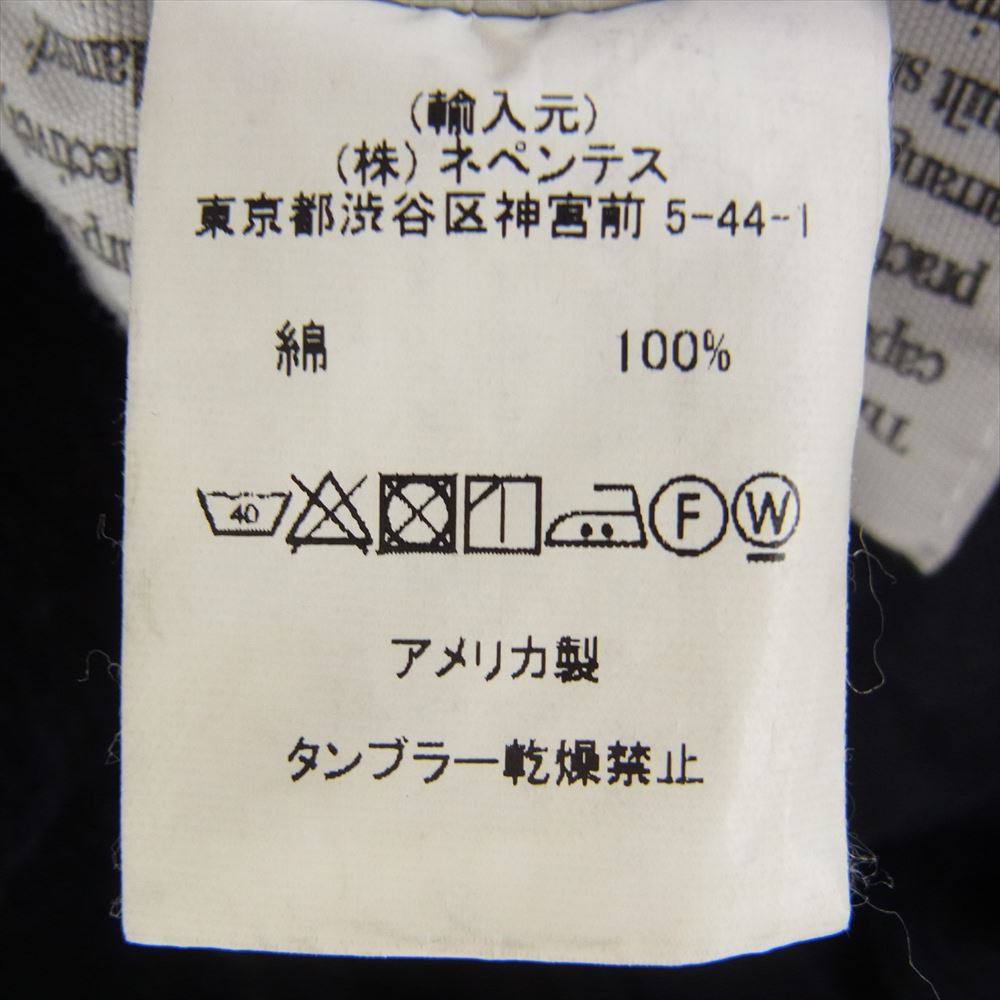 (輸入元)
(株) ネペンテス
東京都渋谷区神宮前 5-44-1
綿 100%
40 F W
アメリカ製
タンブラー乾燥禁止